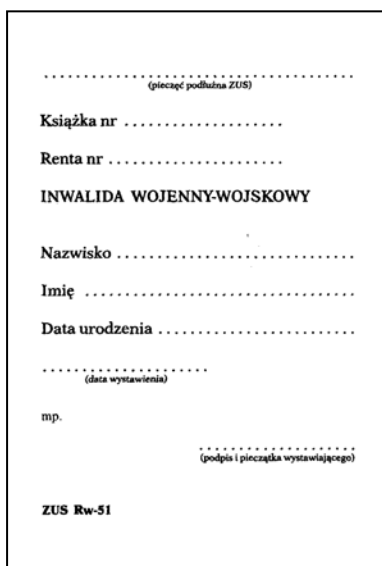 ........................................
(pieczęć podłużna ZUS)
Książka nr .....................
Renta nr .......................
INWALIDA WOJENNY-WOJSKOWY
Nazwisko ..............................
Imię ..................................
Data urodzenia .........................
......................
(data wystawienia)
mp.
......................
(podpis i pieczątka wystawiającego)
ZUS Rw-51